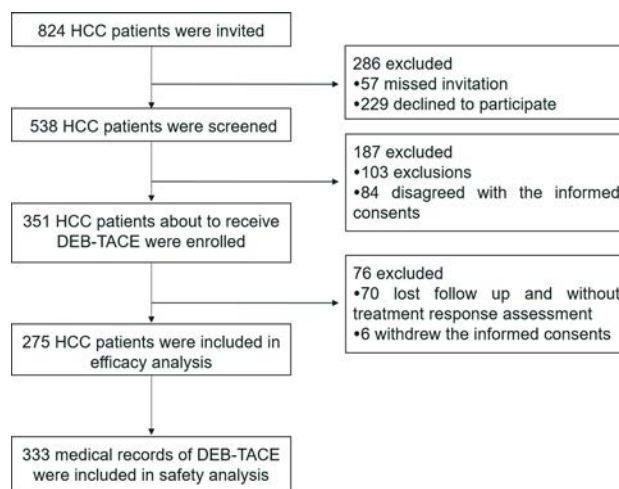 824 HCC patients were invited
286 excluded
•57 missed invitation
•229 declined to participate
538 HCC patients were screened
187 excluded
•103 exclusions
•84 disagreed with the informed
consents
351 HCC patients about to receive
DEB-TACE were enrolled
76 excluded
•70 lost follow up and without
treatment response assessment
•6 withdrew the informed consents
275 HCC patients were included in
efficacy analysis
333 medical records of DEB-TACE
were included in safety analysis